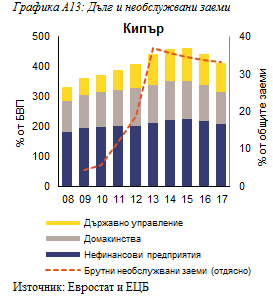 Графика A13: Дълг и необслужвани заеми
Кипър
% от БВП
500
400
300
200
100
0
40
30
20
10
0
% от общите заеми
08 09 10 11 12 13 14 15 16 17
Държавно управление
Домакинства
Нефинансови предприятия
Брутни необслужвани заеми (отдясно)
Източник: Евростат и ЕЦБ